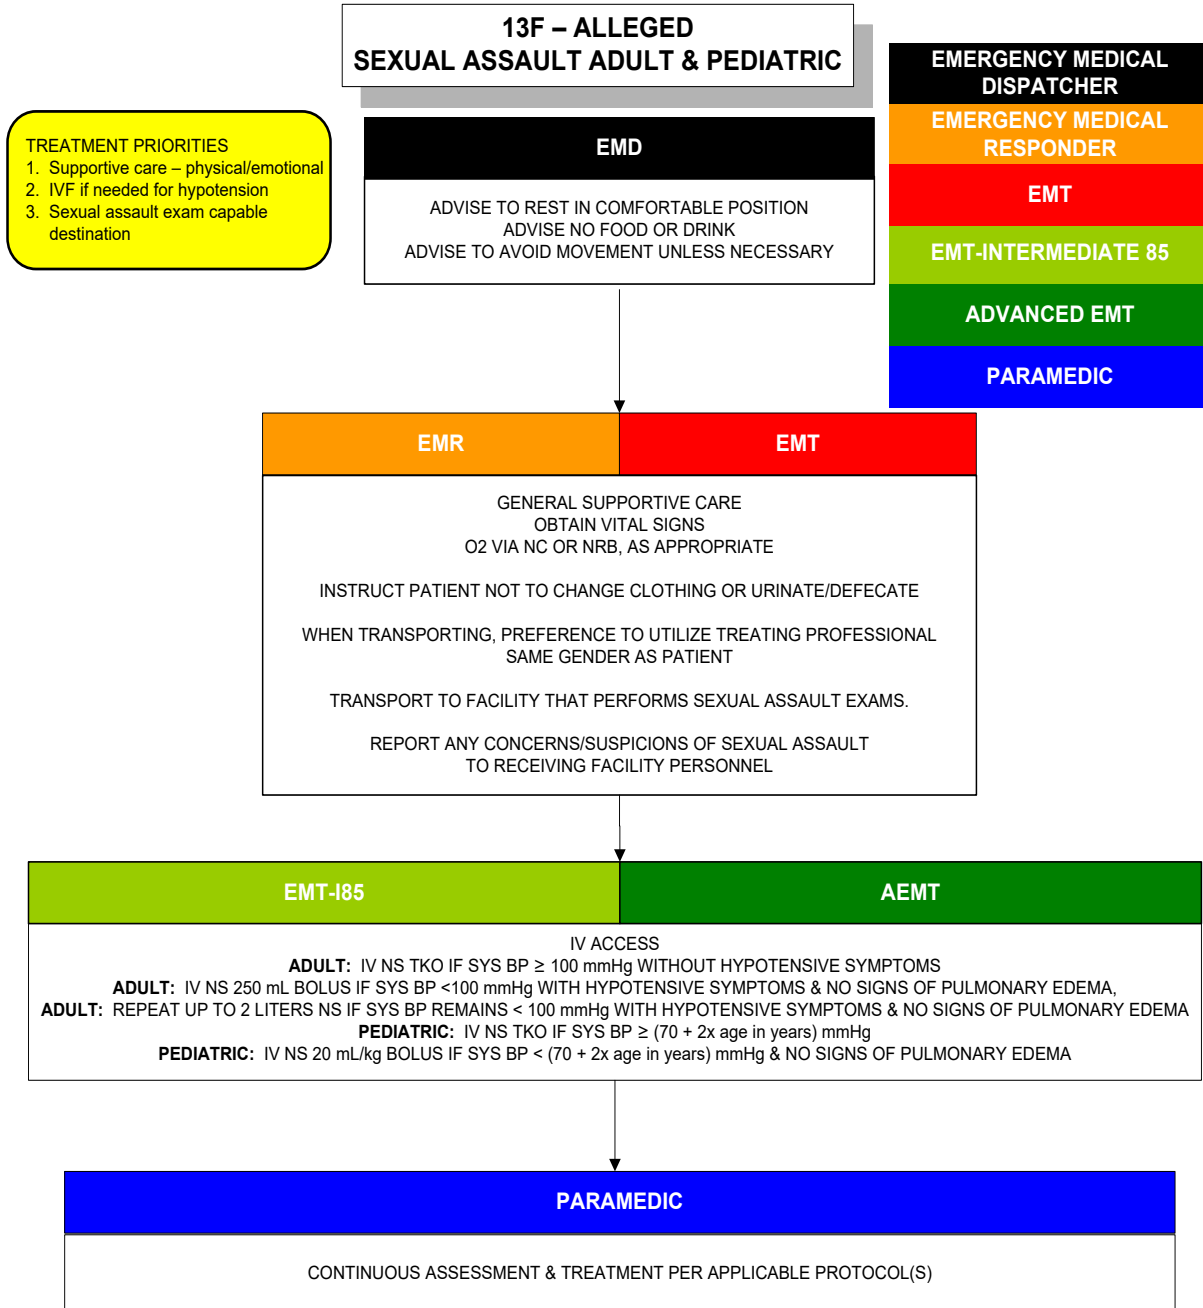 13F – ALLEGED
SEXUAL ASSAULT ADULT & PEDIATRIC
EMERGENCY MEDICAL
DISPATCHER
EMERGENCY MEDICAL
RESPONDER
EMT
EMT-INTERMEDIATE 85
ADVANCED EMT
PARAMEDIC
TREATMENT PRIORITIES
1. Supportive care – physical/emotional
2. IVF if needed for hypotension
3. Sexual assault exam capable
destination
EMD
ADVISE TO REST IN COMFORTABLE POSITION
ADVISE NO FOOD OR DRINK
ADVISE TO AVOID MOVEMENT UNLESS NECESSARY
EMR
EMT
GENERAL SUPPORTIVE CARE
OBTAIN VITAL SIGNS
O2 VIA NC OR NRB, AS APPROPRIATE
INSTRUCT PATIENT NOT TO CHANGE CLOTHING OR URINATE/DEFECATE
WHEN TRANSPORTING, PREFERENCE TO UTILIZE TREATING PROFESSIONAL
SAME GENDER AS PATIENT
TRANSPORT TO FACILITY THAT PERFORMS SEXUAL ASSAULT EXAMS.
REPORT ANY CONCERNS/SUSPICIONS OF SEXUAL ASSAULT
TO RECEIVING FACILITY PERSONNEL
EMT-I85
AEMT
IV ACCESS
ADULT: IV NS TKO IF SYS BP ≥ 100 mmHg WITHOUT HYPOTENSIVE SYMPTOMS
ADULT: IV NS 250 mL BOLUS IF SYS BP <100 mmHg WITH HYPOTENSIVE SYMPTOMS & NO SIGNS OF PULMONARY EDEMA,
ADULT: REPEAT UP TO 2 LITERS NS IF SYS BP REMAINS < 100 mmHg WITH HYPOTENSIVE SYMPTOMS & NO SIGNS OF PULMONARY EDEMA
PEDIATRIC: IV NS TKO IF SYS BP ≥ (70 + 2x age in years) mmHg
PEDIATRIC: IV NS 20 mL/kg BOLUS IF SYS BP < (70 + 2x age in years) mmHg & NO SIGNS OF PULMONARY EDEMA
PARAMEDIC
CONTINUOUS ASSESSMENT & TREATMENT PER APPLICABLE PROTOCOL(S)